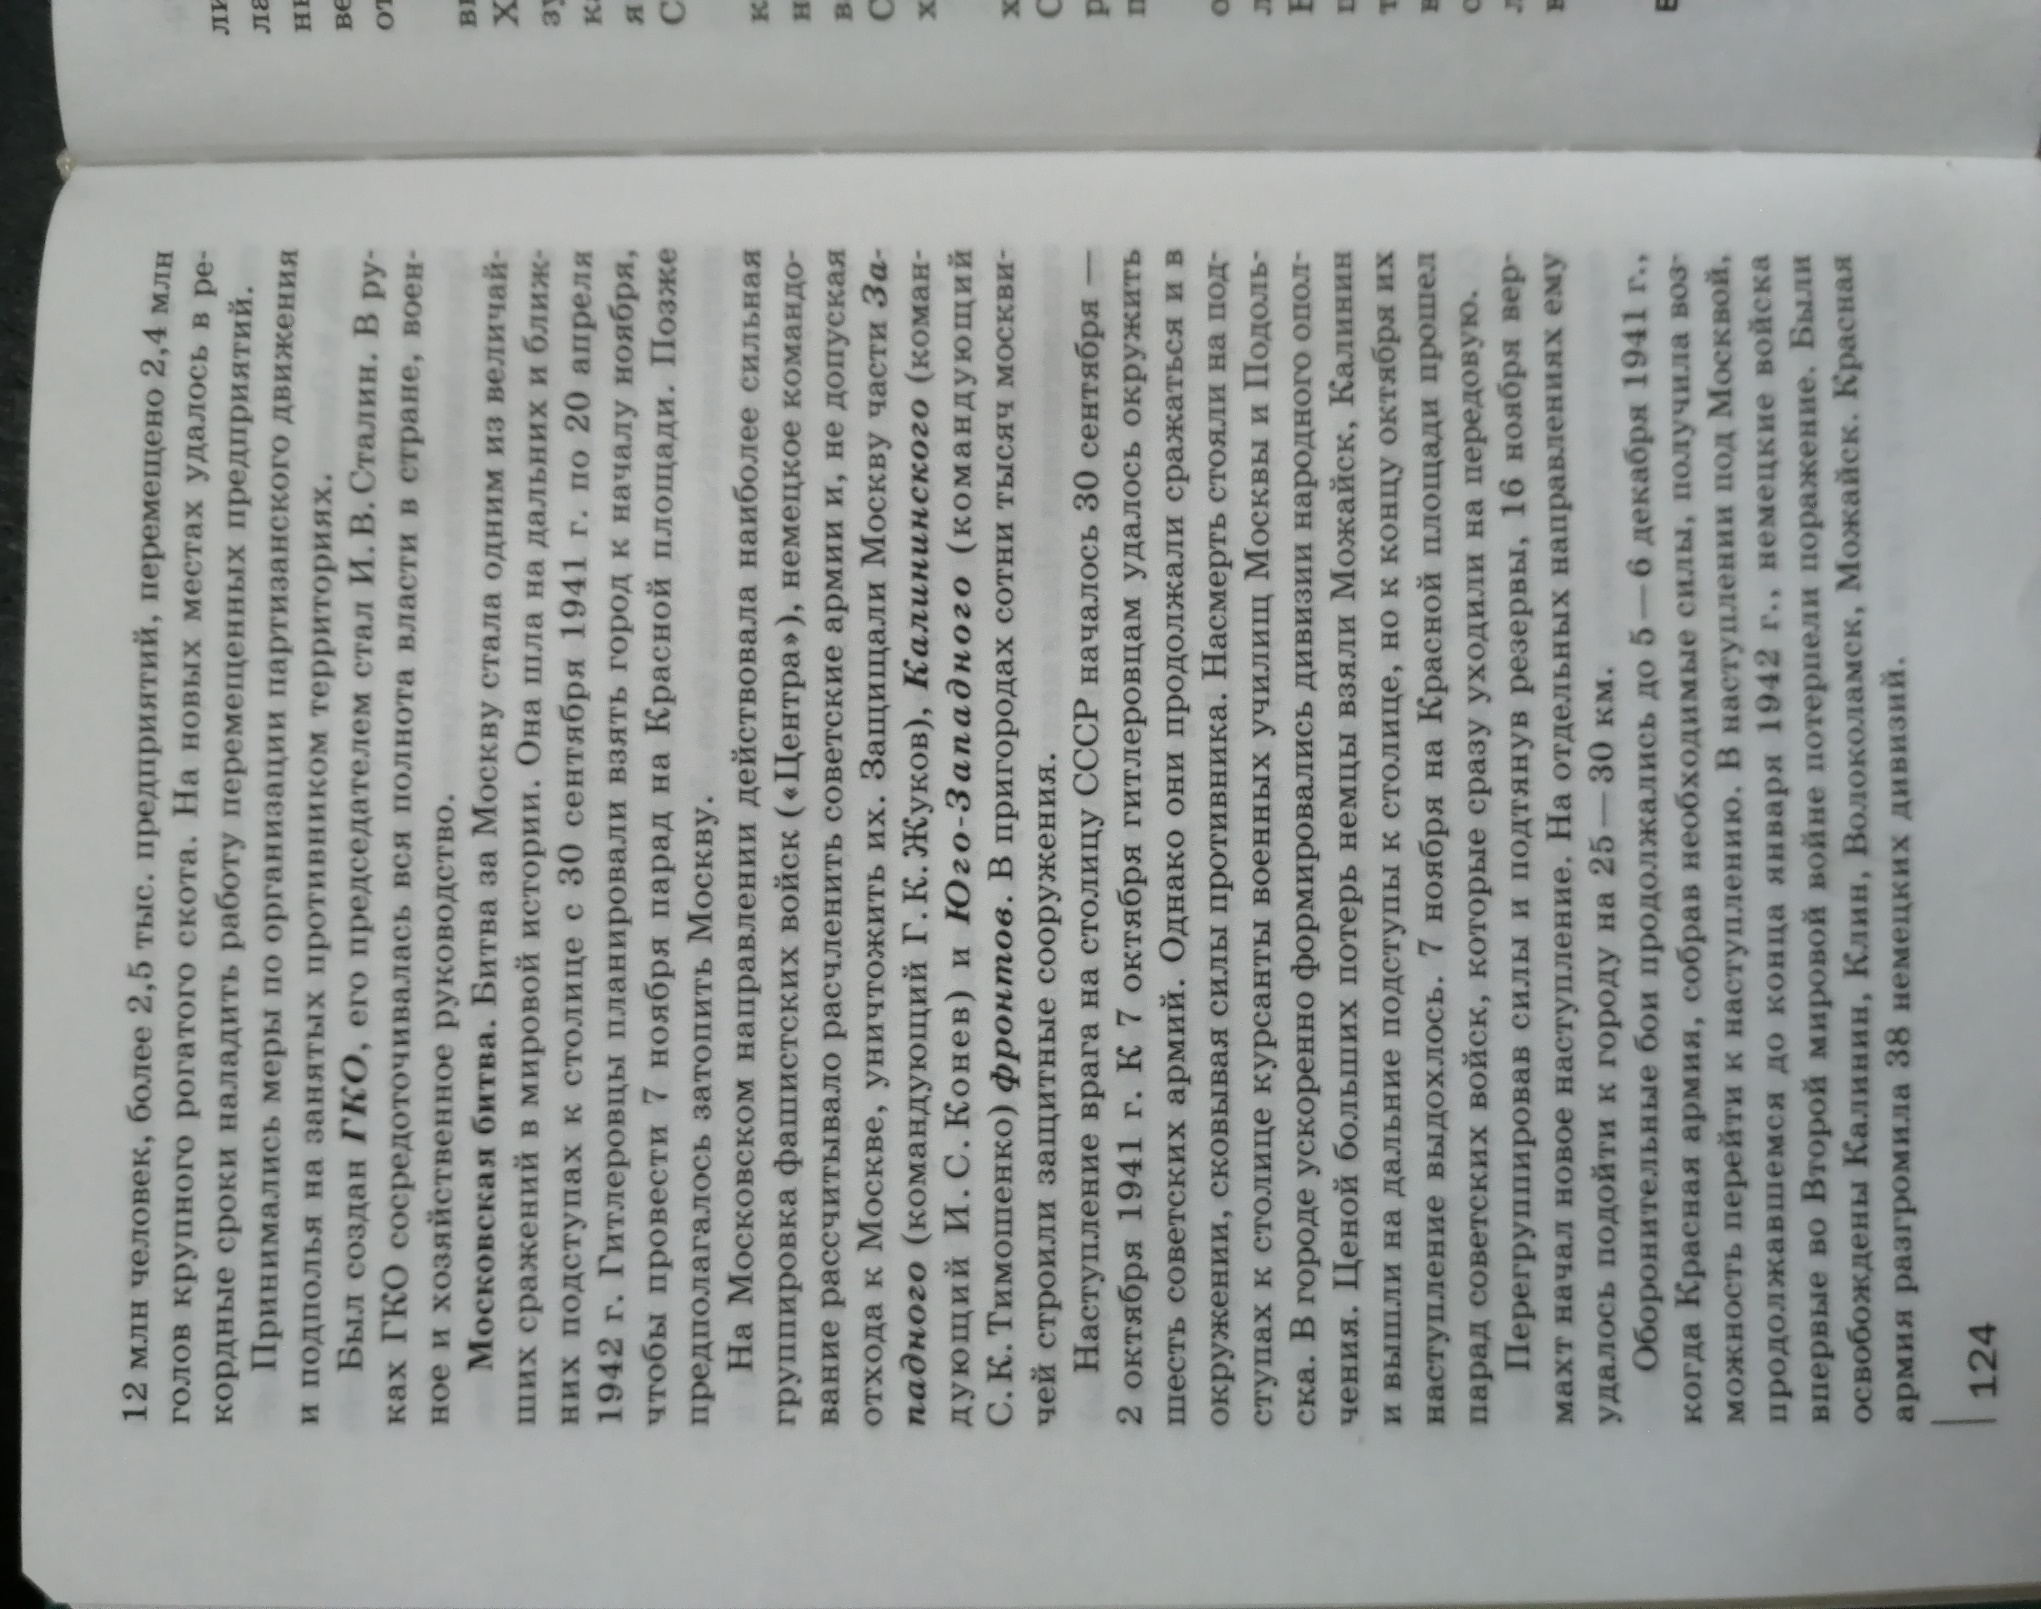 12 млн человек, более 2,5 тыс. предприятий, перемещено 2,4 млн
голов крупного рогатого скота. На новых местах удалось в ре-
кордные сроки наладить работу перемещенных предприятий.
Принимались меры по организации партизанского движения
и подполья на занятых противником территориях.
Был создан ГКО, его председателем стал И. В. Сталин. В ру-
ках ГКО сосредоточивалась вся полнота власти в стране, воен-
ное и хозяйственное руководство.
Московская битва. Битва за Москву стала одним из величай-
ших сражений в мировой истории. Она шла на дальних и ближ-
них подступах к столице с 30 сентября 1941 г. по 20 апреля
1942 г. Гитлеровцы планировали взять город к началу ноября,
чтобы провести 7 ноября парад на Красной площади. Позже
предполагалось затопить Москву.
На Московском направлении действовала наиболее сильная
группировка фашистских войск («Центра»), немецкое командо-
вание рассчитывало расчленить советские армии и, не допуская
отхода к Москве, уничтожить их. Защищали Москву части За-
падного (командующий Г. К. Жуков), Калининского (коман-
дующий И. С. Конев) и Юго-Западного (командующий
С. К. Тимошенко) фронтов. В пригородах сотни тысяч москви-
чей строили защитные сооружения.
Наступление врага на столицу СССР началось 30 сентября —
2 октября 1941 г. К 7 октября гитлеровцам удалось окружить
шесть советских армий. Однако они продолжали сражаться и в
окружении, сковывая силы противника. Насмерть стояли на под-
ступах к столице курсанты военных училищ Москвы и Подоль-
ска. В городе ускоренно формировались дивизии народного опол-
чения. Ценой больших потерь немцы взяли Можайск, Калинин
и вышли на дальние подступы к столице, но к концу октября их
наступление выдохлось. 7 ноября на Красной площади прошел
парад советских войск, которые сразу уходили на передовую.
Перегруппировав силы и подтянув резервы, 16 ноября вер-
махт начал новое наступление. На отдельных направлениях ему
удалось подойти к городу на 25—30 км.
Оборонительные бои продолжались до 5—6 декабря 1941 г.,
когда Красная армия, собрав необходимые силы, получила воз-
можность перейти к наступлению. В наступлении под Москвой,
продолжавшемся до конца января 1942 г., немецкие войска
впервые во Второй мировой войне потерпели поражение. Были
освобождены Калинин, Клин, Волоколамск, Можайск. Красная
армия разгромила 38 немецких дивизий.
124